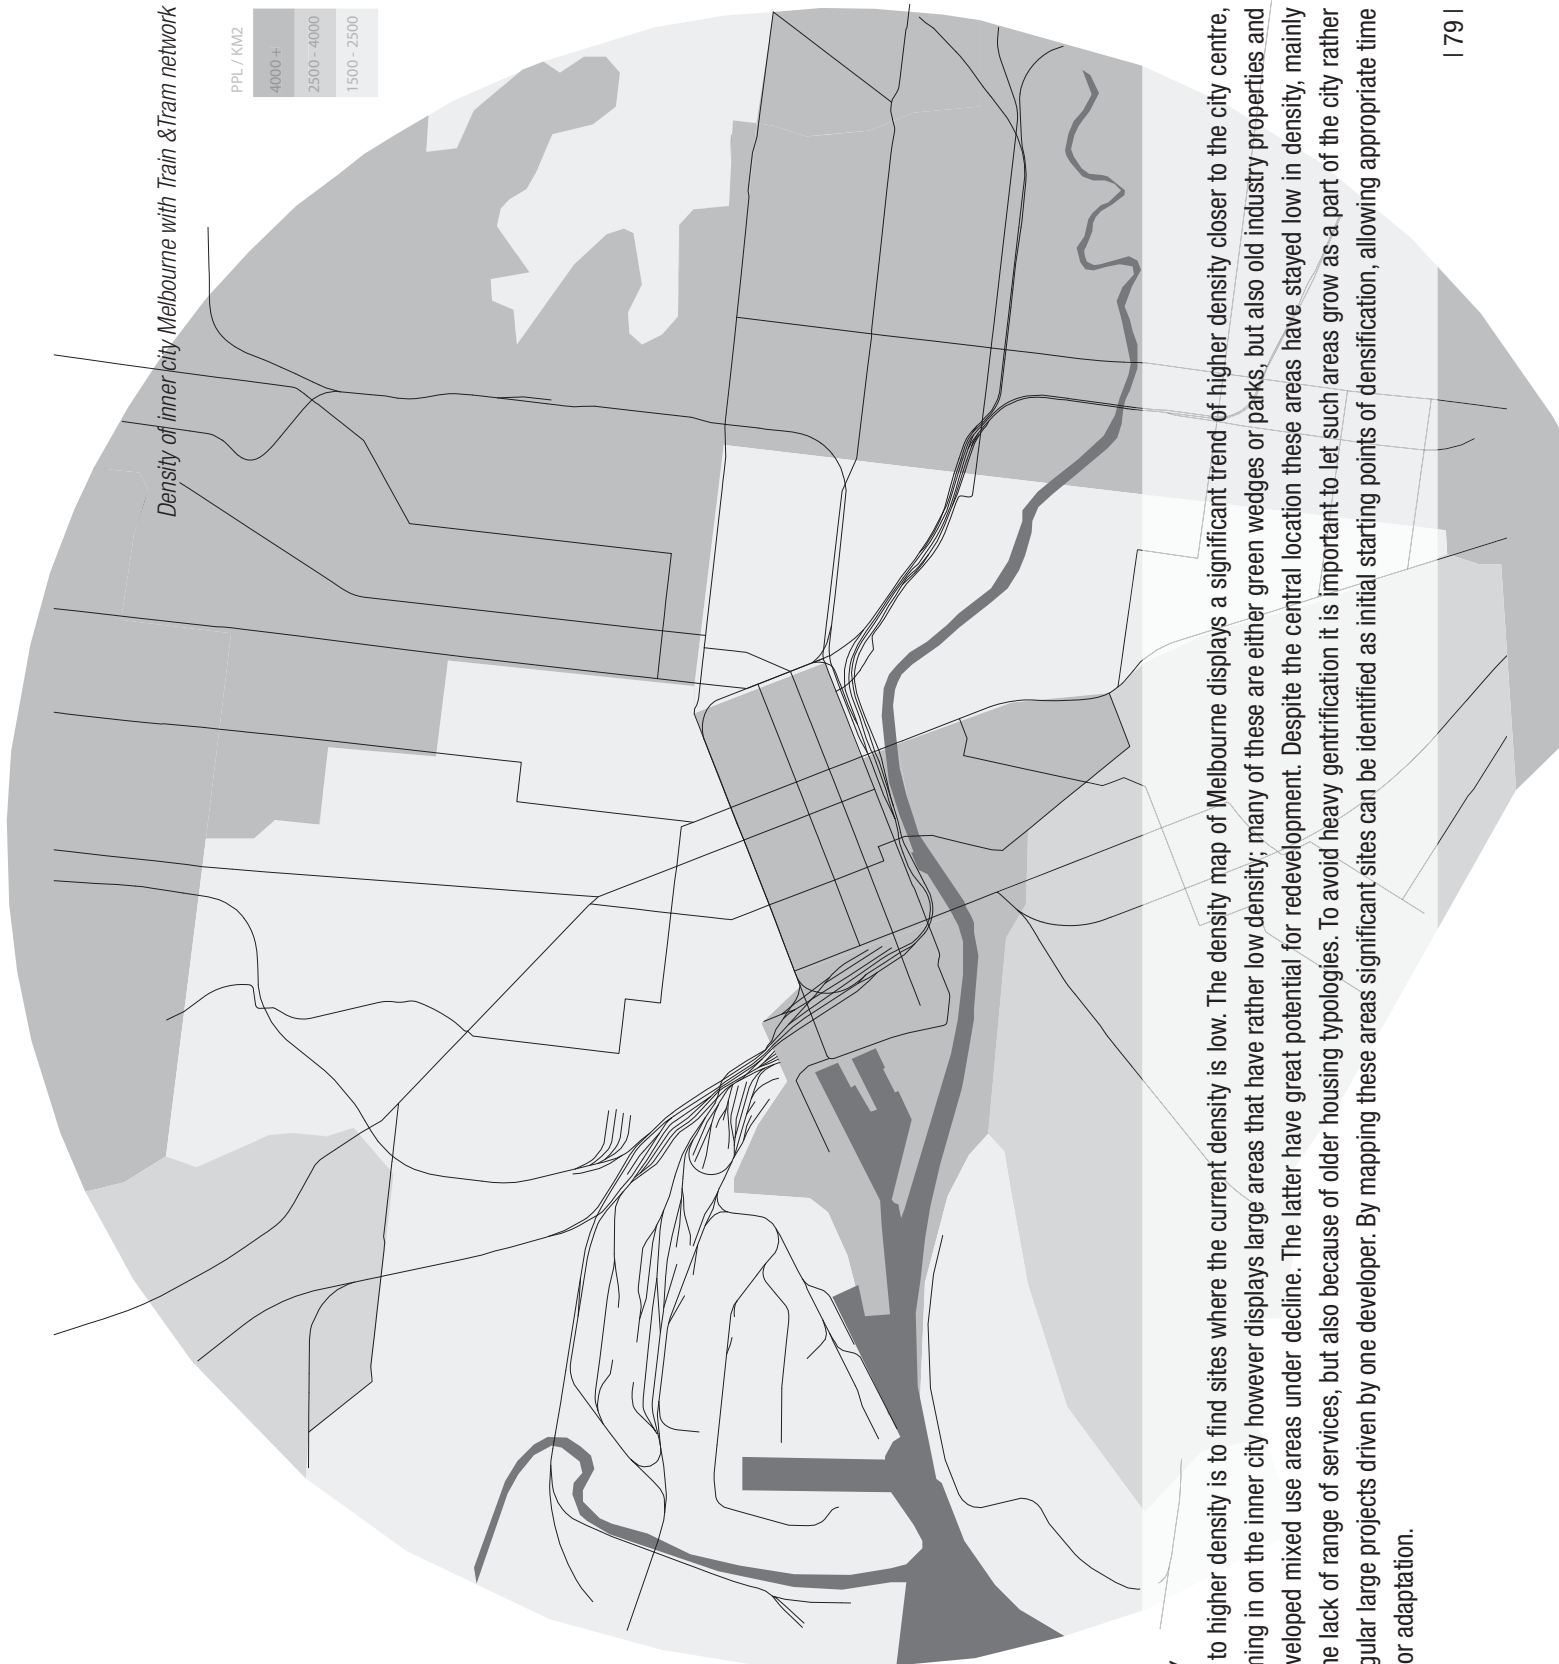 Density of inner city Melbourne with Train &Tram network
PPL / KM2
4000 +
2500 - 4000
1500 - 2500
to higher density is to find sites where the current density is low. The density map of Melbourne displays a significant trend of higher density closer to the city centre,
ning in on the inner city however displays large areas that have rather low density; many of these are either green wedges or parks, but also old industry properties and
veloped mixed use areas under decline. The latter have great potential for redevelopment. Despite the central location these areas have stayed low in density, mainly
ne lack of range of services, but also because of older housing typologies. To avoid heavy gentrification it is important to let such areas grow as a part of the city rather
gular large projects driven by one developer. By mapping these areas significant sites can be identified as initial starting points of densification, allowing appropriate time
or adaptation.
| 79 |